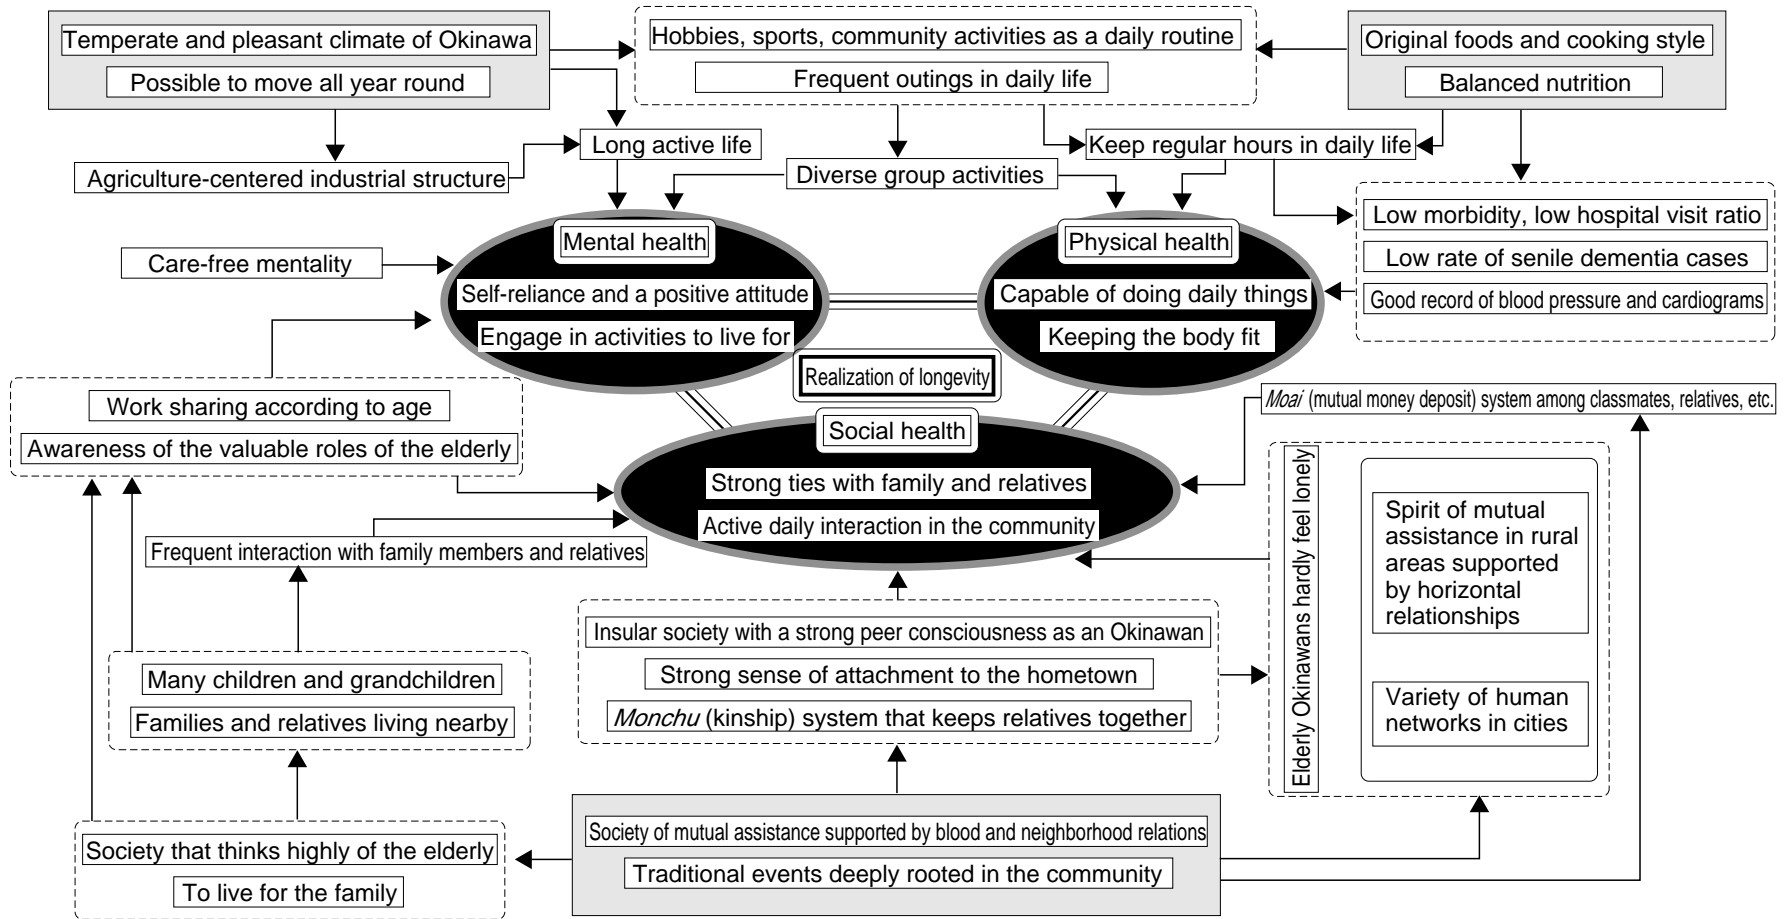 Temperate and pleasant climate of Okinawa
Possible to move all year round
Hobbies, sports, community activities as a daily routine
Frequent outings in daily life
Original foods and cooking style
Balanced nutrition
Long active life
Keep regular hours in daily life
Agriculture-centered industrial structure
Diverse group activities
Low morbidity, low hospital visit ratio
Low rate of senile dementia cases
Good record of blood pressure and cardiograms
Care-free mentality
Mental health
Self-reliance and a positive attitude
Engage in activities to live for
Physical health
Capable of doing daily things
Keeping the body fit
Realization of longevity
Work sharing according to age
Awareness of the valuable roles of the elderly
Moai (mutual money deposit) system among classmates, relatives, etc.
Social health
Strong ties with family and relatives
Active daily interaction in the community
Frequent interaction with family members and relatives
Elderly Okinawans hardly feel lonely
Spirit of mutual
assistance in rural
areas supported
by horizontal
relationships
Variety of human
networks in cities
Insular society with a strong peer consciousness as an Okinawan
Strong sense of attachment to the hometown
Monchu (kinship) system that keeps relatives together
Many children and grandchildren
Families and relatives living nearby
Society that thinks highly of the elderly
To live for the family
Society of mutual assistance supported by blood and neighborhood relations
Traditional events deeply rooted in the community